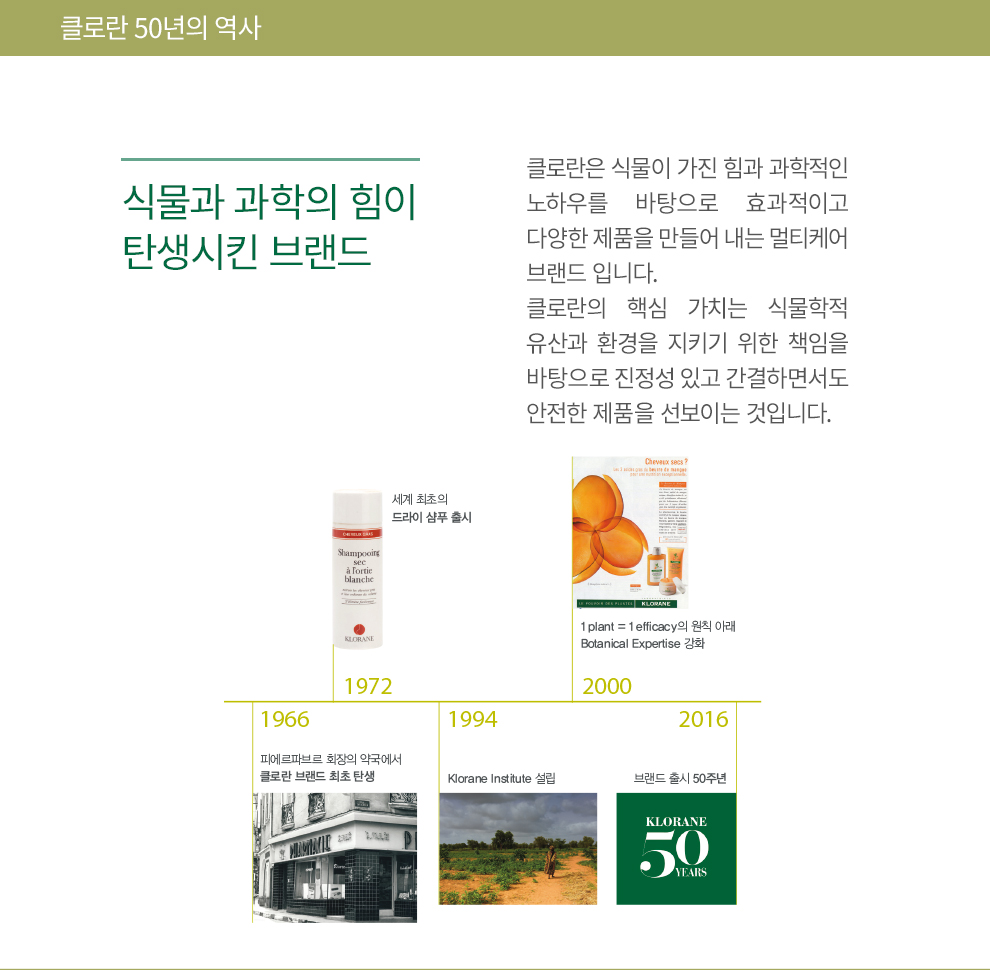 클로란 50년의 역사
식물과 과학의 힘이
탄생시킨 브랜드
클로란은 식물이 가진 힘과 과학적인
노하우를 바탕으로 효과적이고
다양한 제품을 만들어 내는 멀티케어
브랜드 입니다.
클로란의 핵심 가치는 식물학적
유산과 환경을 지키기 위한 책임을
바탕으로 진정성 있고 간결하면서도
안전한 제품을 선보이는 것입니다.
세계 최초의
드라이 샴푸 출시
Shampooing
sec
à l'ortie
blanche
KLORANE
1972
Cheveux secs ?
LE POUVOIR DES PLANTES KLORANE
1 plant = 1 efficacy의 원칙 아래
Botanical Expertise 강화
2000
1966
피에르파브르 회장의 약국에서
클로란 브랜드 최초 탄생
PHARMACIE
1994
Klorane Institute 설립
2016
브랜드 출시 50주년
KLORANE
50
YEARS